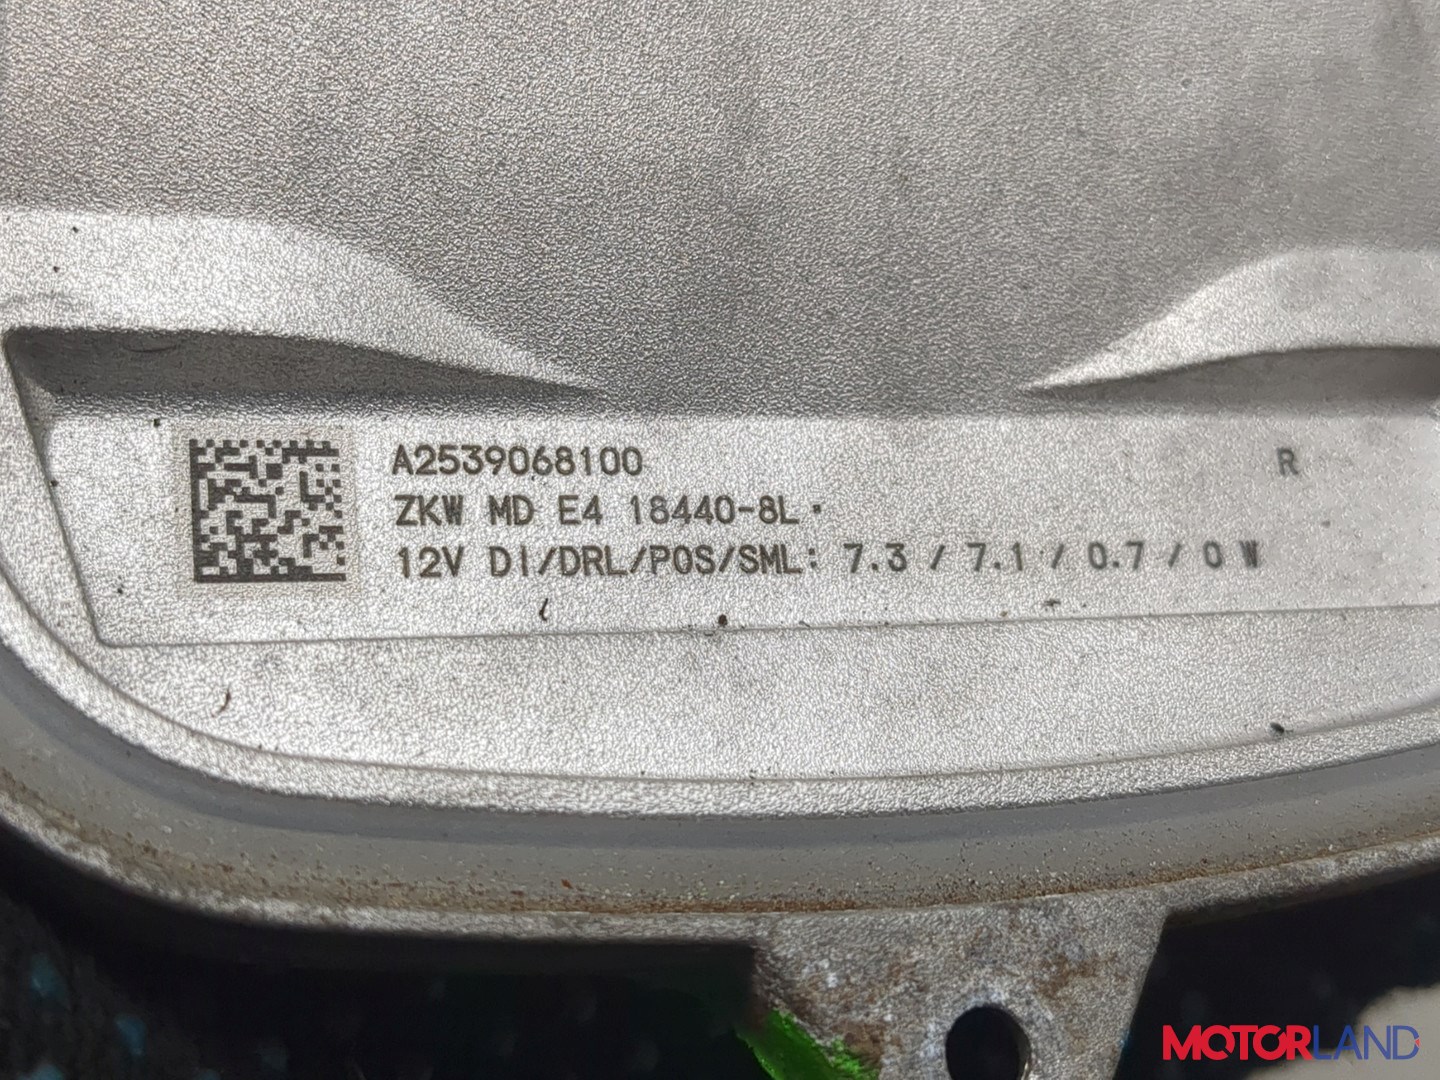 A2539068100 R
ZKW MD E4 18440-8L
12V DI/DRL/POS/SML: 7.3 / 7.1 / 0.7 / 0 W
MOTORLAND